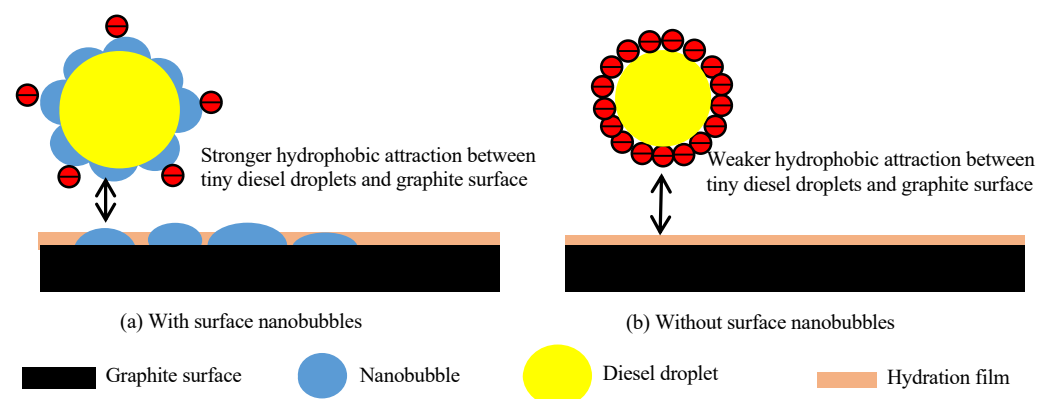 Stronger hydrophobic attraction between
tiny diesel droplets and graphite surface
Weaker hydrophobic attraction between
tiny diesel droplets and graphite surface
(a) With surface nanobubbles
(b) Without surface nanobubbles
Graphite surface
Nanobubble
Diesel droplet
Hydration film